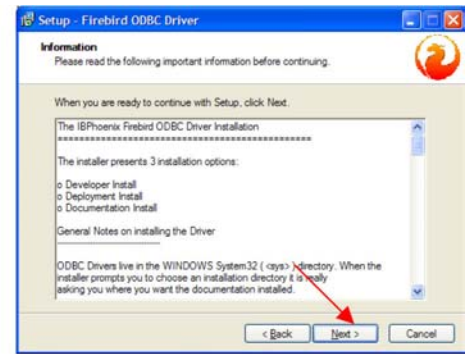 Setup - Firebird ODBC Driver
Information
Please read the following important information before continuing.
When you are ready to continue with Setup, click Next.
The IBPhoenix Firebird ODBC Driver Installation
==================================================
The installer presents 3 installation options:
o Developer Install
o Deployment Install
o Documentation Install
General Notes on installing the Driver
--------------------------------------
ODBC Drivers live in the WINDOWS System32 ( <sys> ) directory. When the
installer prompts you to choose an installation directory it is really
asking you where you want the documentation installed.
< Back Next > Cancel